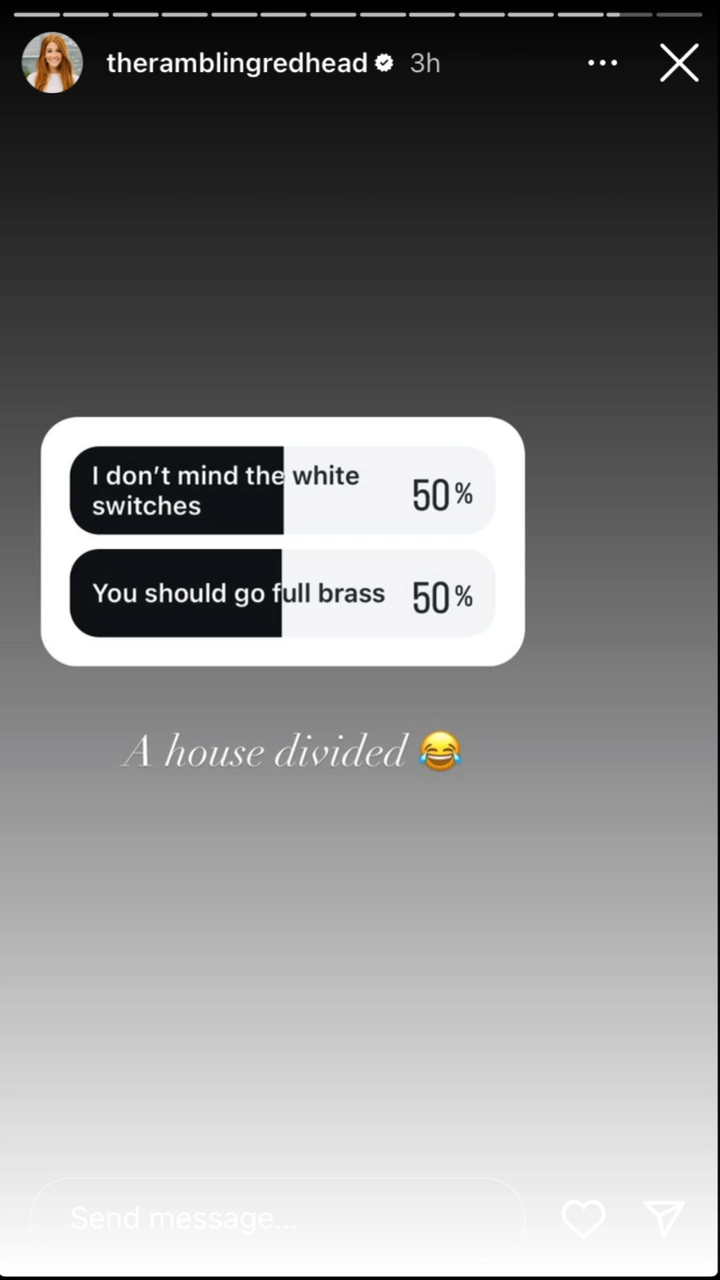 theramblingredhead 3h
I don’t mind the white
switches
50%
You should go full brass 50%
A house divided 😂
Send message...